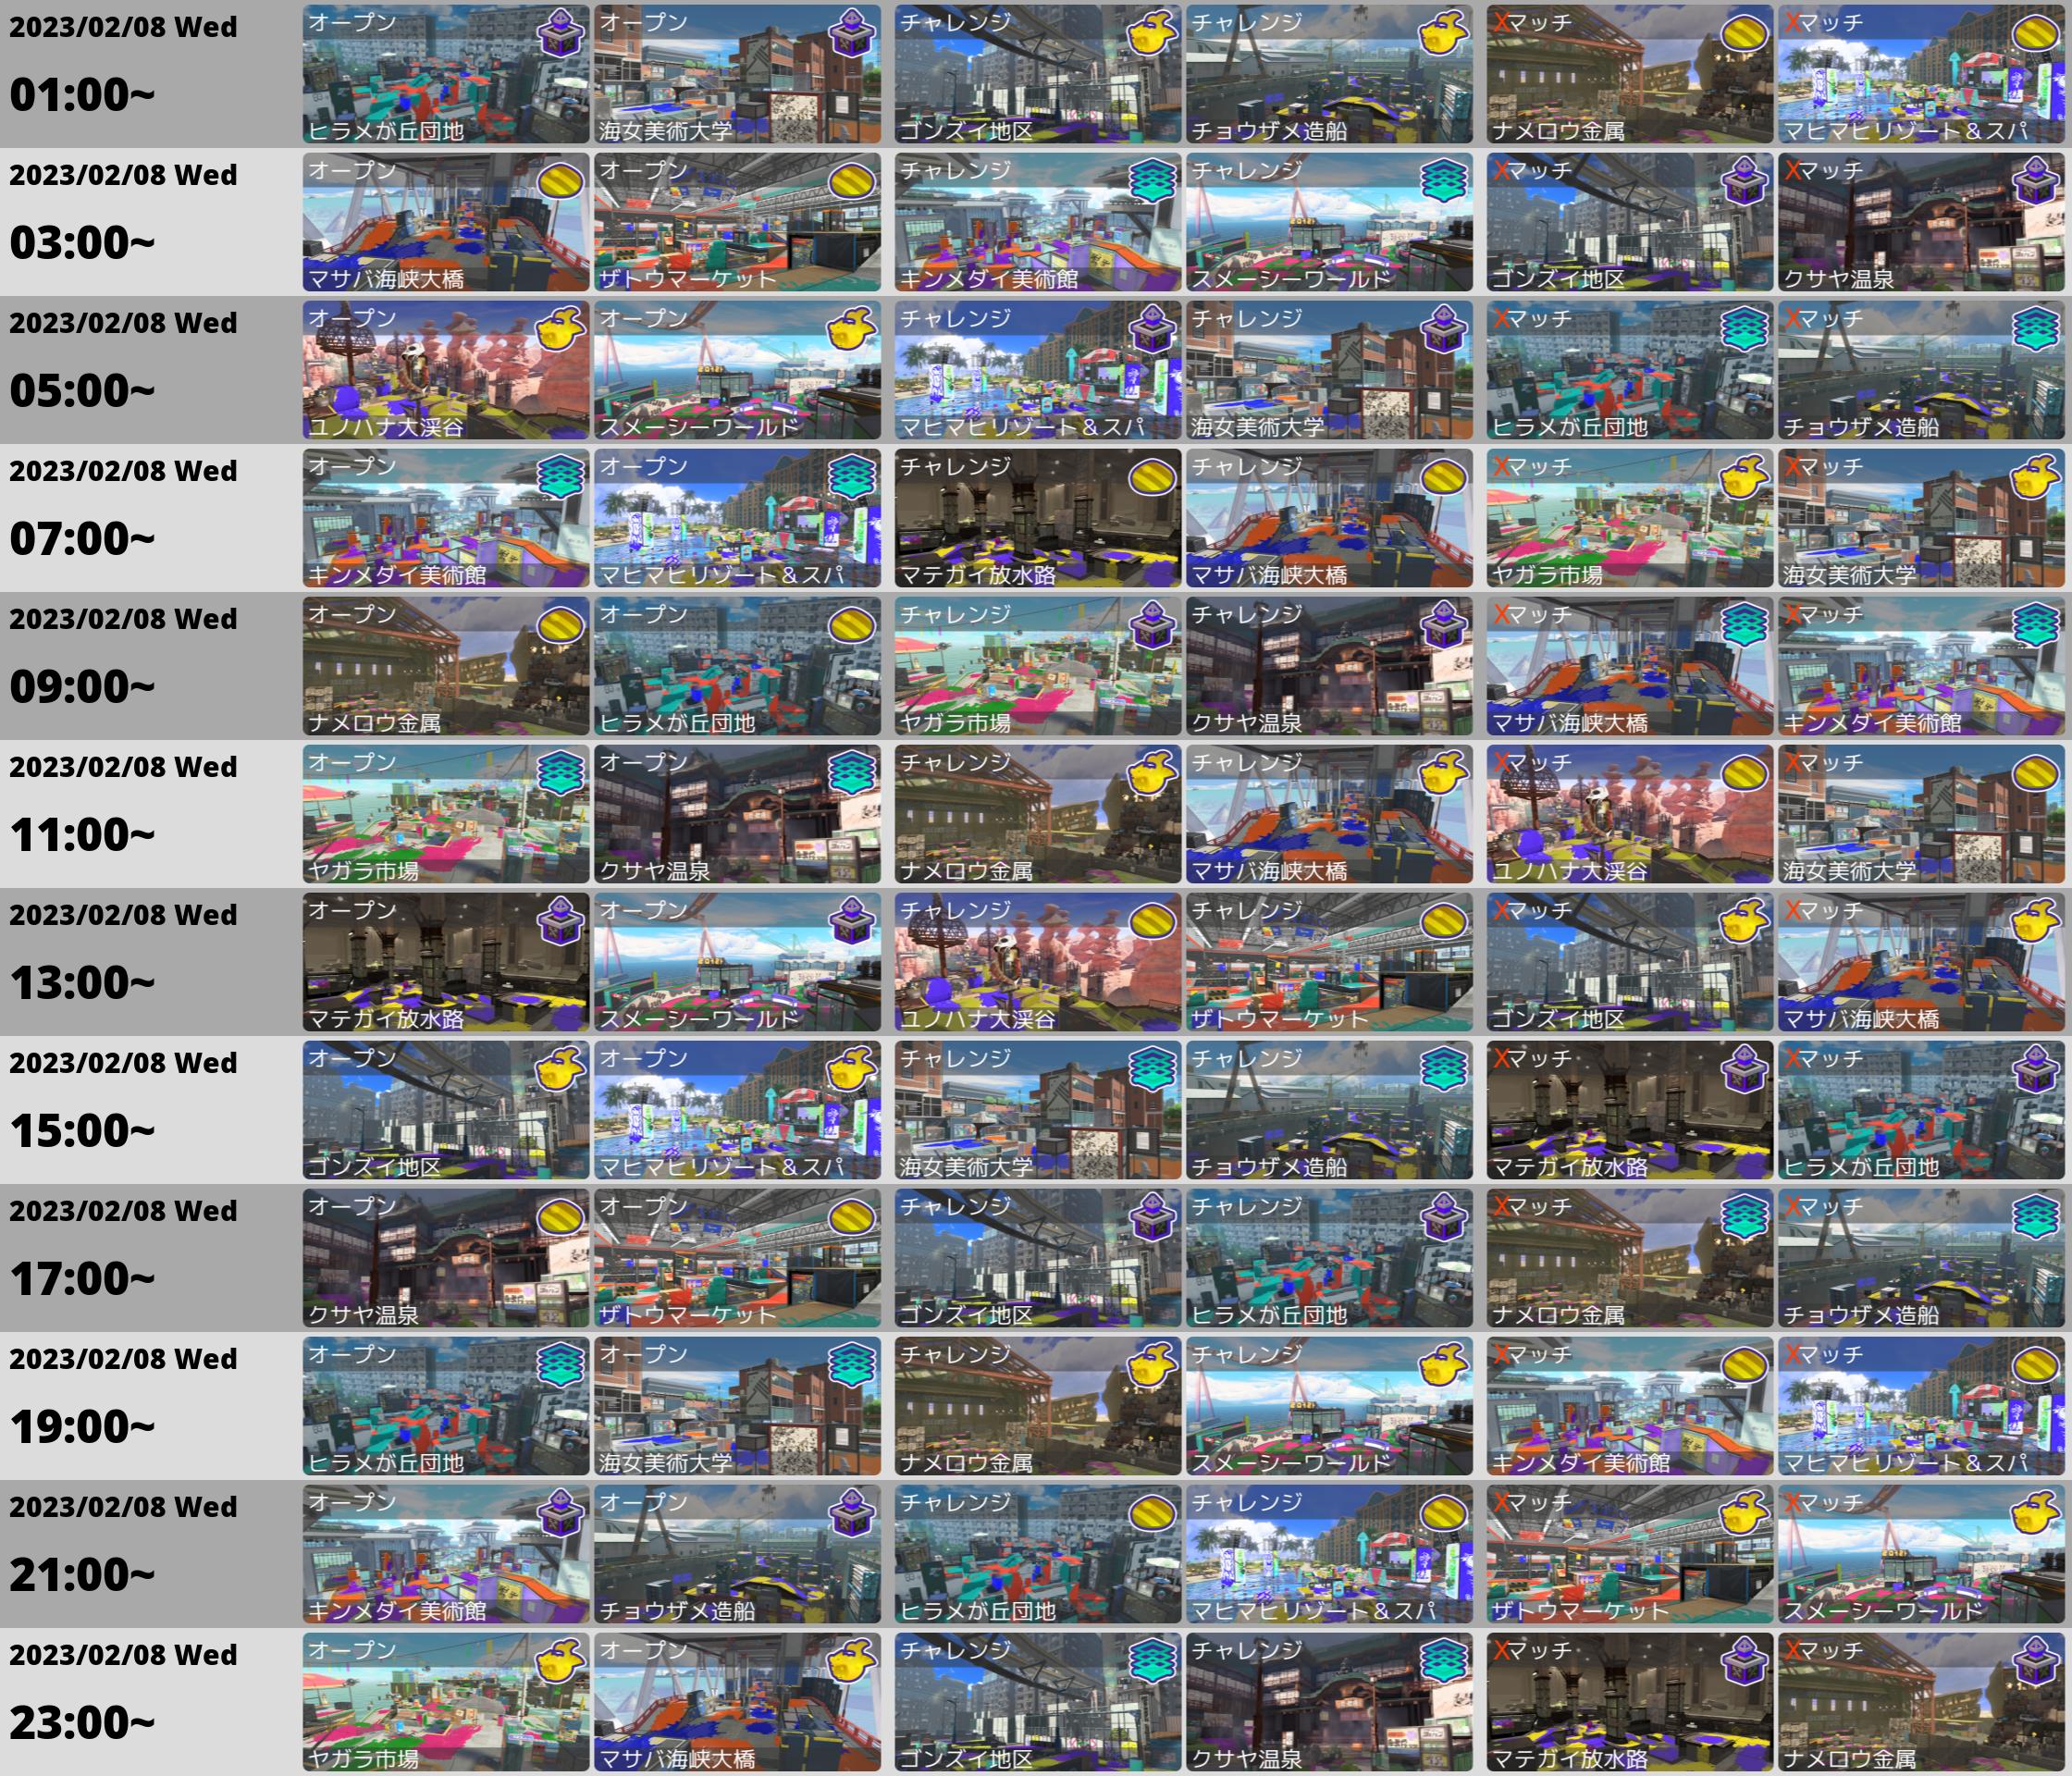 2023/02/08 Wed
01:00~
オープン オープン チャレンジ チャレンジ Xマッチ Xマッチ
ヒラメが丘団地 海女美術大学 ゴンズイ地区 チョウザメ造船 ナメロウ金属 マヒマヒリゾート＆スパ
2023/02/08 Wed
03:00~
オープン オープン チャレンジ チャレンジ Xマッチ Xマッチ
マサバ海峡大橋 ザトウマーケット キンメダイ美術館 スメーシーワールド ゴンズイ地区 クサヤ温泉
2023/02/08 Wed
05:00~
オープン オープン チャレンジ チャレンジ Xマッチ Xマッチ
ユノハナ大渓谷 スメーシーワールド マヒマヒリゾート＆スパ 海女美術大学 ヒラメが丘団地 チョウザメ造船
2023/02/08 Wed
07:00~
オープン オープン チャレンジ チャレンジ Xマッチ Xマッチ
キンメダイ美術館 マヒマヒリゾート＆スパ マテガイ放水路 マサバ海峡大橋 ヤガラ市場 海女美術大学
2023/02/08 Wed
09:00~
オープン オープン チャレンジ チャレンジ Xマッチ Xマッチ
ナメロウ金属 ヒラメが丘団地 ヤガラ市場 クサヤ温泉 マサバ海峡大橋 キンメダイ美術館
2023/02/08 Wed
11:00~
オープン オープン チャレンジ チャレンジ Xマッチ Xマッチ
ヤガラ市場 クサヤ温泉 ナメロウ金属 マサバ海峡大橋 ユノハナ大渓谷 海女美術大学
2023/02/08 Wed
13:00~
オープン オープン チャレンジ チャレンジ Xマッチ Xマッチ
マテガイ放水路 スメーシーワールド ユノハナ大渓谷 ザトウマーケット ゴンズイ地区 マサバ海峡大橋
2023/02/08 Wed
15:00~
オープン オープン チャレンジ チャレンジ Xマッチ Xマッチ
ゴンズイ地区 マヒマヒリゾート＆スパ 海女美術大学 チョウザメ造船 マテガイ放水路 ヒラメが丘団地
2023/02/08 Wed
17:00~
オープン オープン チャレンジ チャレンジ Xマッチ Xマッチ
クサヤ温泉 ザトウマーケット ゴンズイ地区 ヒラメが丘団地 ナメロウ金属 チョウザメ造船
2023/02/08 Wed
19:00~
オープン オープン チャレンジ チャレンジ Xマッチ Xマッチ
ヒラメが丘団地 海女美術大学 ナメロウ金属 スメーシーワールド キンメダイ美術館 マヒマヒリゾート＆スパ
2023/02/08 Wed
21:00~
オープン オープン チャレンジ チャレンジ Xマッチ Xマッチ
キンメダイ美術館 チョウザメ造船 ヒラメが丘団地 マヒマヒリゾート＆スパ ザトウマーケット スメーシーワールド
2023/02/08 Wed
23:00~
オープン オープン チャレンジ チャレンジ Xマッチ Xマッチ
ヤガラ市場 マサバ海峡大橋 ゴンズイ地区 クサヤ温泉 マテガイ放水路 ナメロウ金属